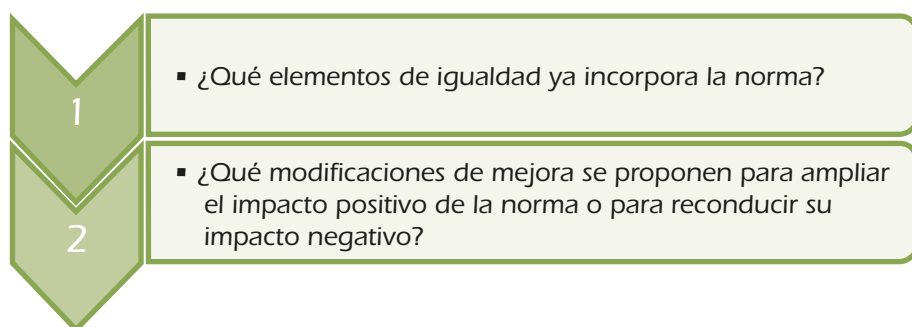 1
▪ ¿Qué elementos de igualdad ya incorpora la norma?
2
▪ ¿Qué modificaciones de mejora se proponen para ampliar
el impacto positivo de la norma o para reconducir su
impacto negativo?